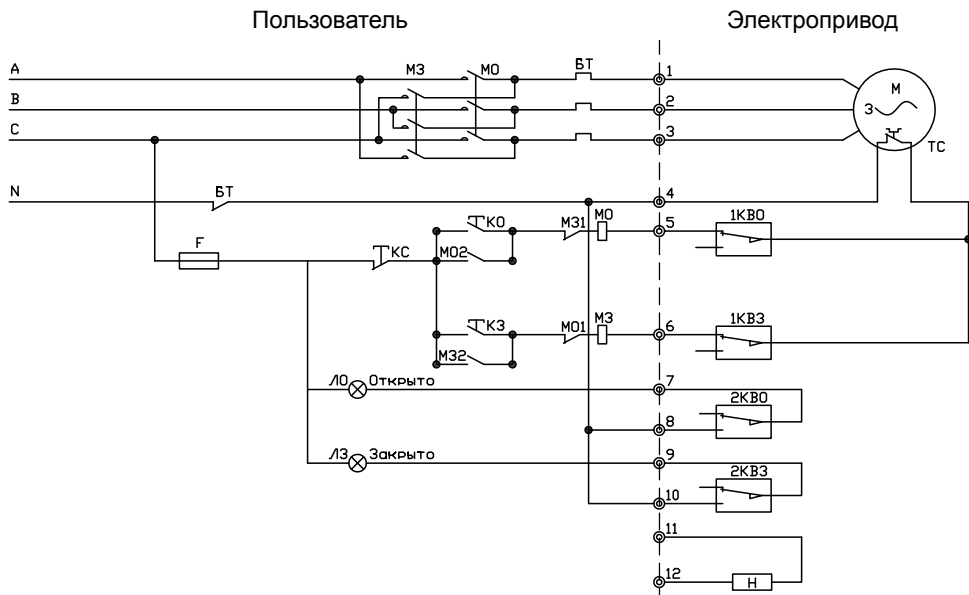 Пользователь
Электропривод
А
МЗ
МО
БТ
1
М
3
В
2
С
3
ТС
N
БТ
4
КО
МЗ1
МО
5
1КВО
F
КС
МО2
КЗ
МО1
МЗ
6
1КВЗ
МЗ2
ЛО
Открыто
7
2КВО
8
ЛЗ
Закрыто
9
2КВЗ
10
11
12
Н